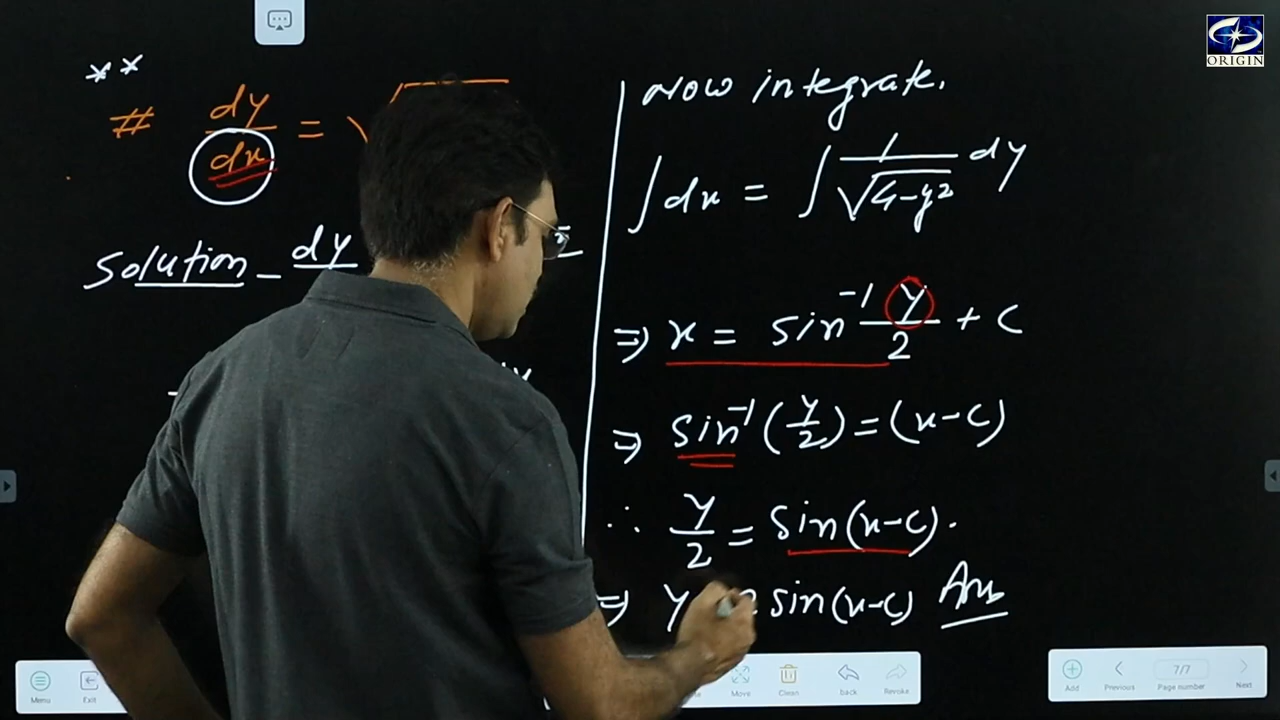 **
# dy/dx = √
Solution - dy
Now integrate.
∫dx = ∫ 1/√4-y² dy
⇒ x = sin⁻¹ y/2 + c
⇒ sin⁻¹(y/2) = (x-c)
∴ y/2 = sin(x-c).
⇒ y sin(x-c) Ans
ORIGIN
Menu
Exit
Move
Clean
back
Revoke
Add
Previous
7/7
Page number
Next